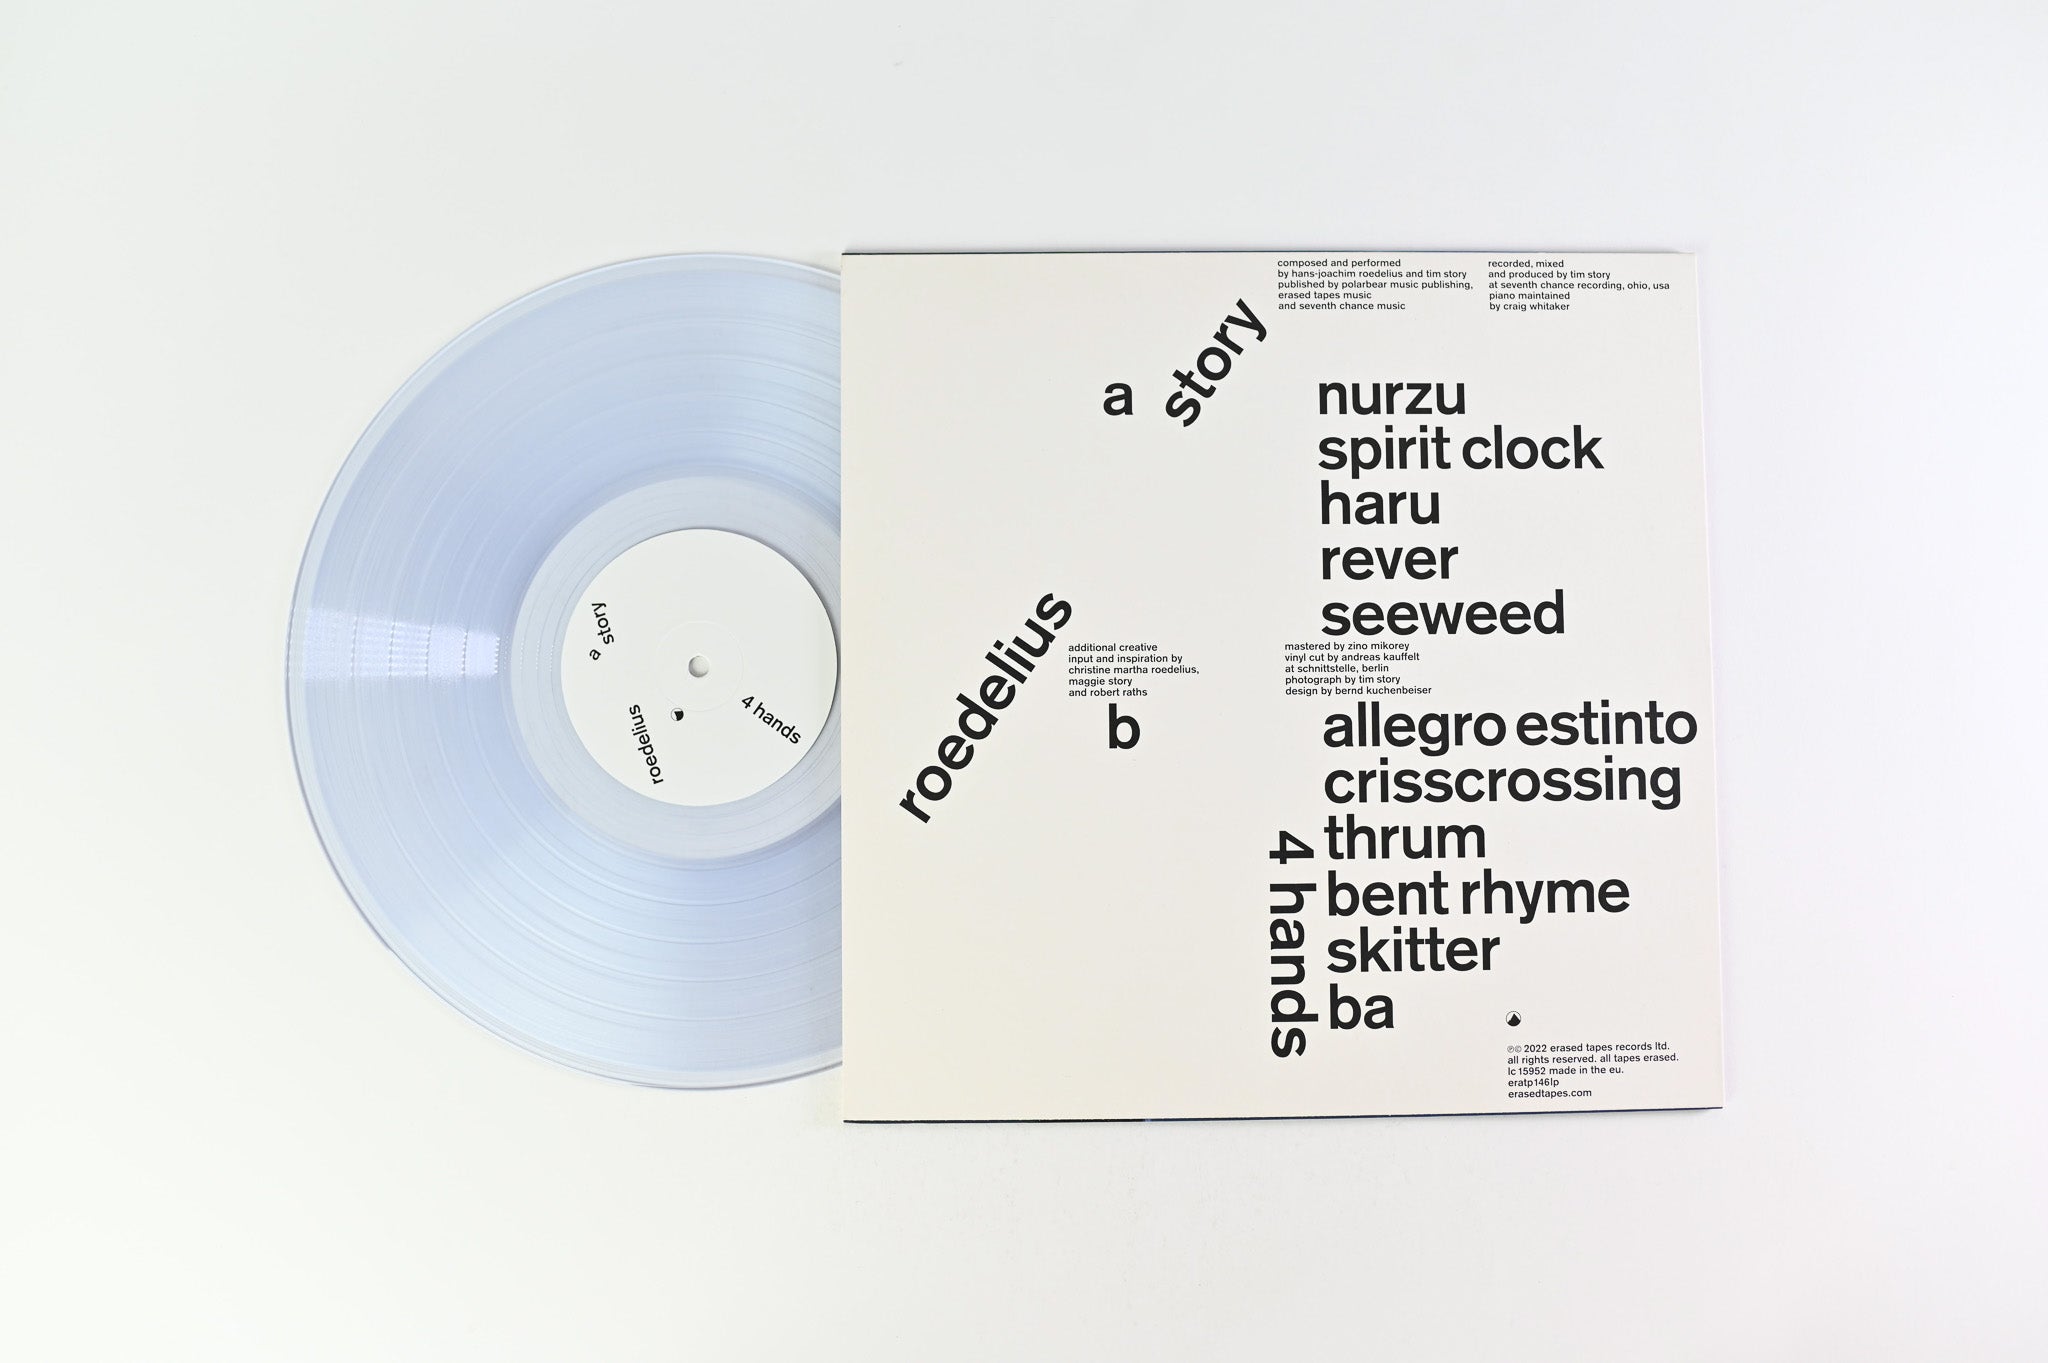 composed and performed
by hans-joachim roedelius and tim story
published by polarbear music publishing,
erased tapes music
and seventh chance music
recorded, mixed
and produced by tim story
at seventh chance recording, ohio, usa
piano maintained
by craig whitaker
story
a
nurzu
spirit clock
haru
rever
seeweed
roedelius
additional creative
input and inspiration by
christine martha roedelius,
maggie story
and robert raths
mastered by zino mikorey
vinyl cut by andreas kauffelt
at schnittstelle, berlin
photograph by tim story
design by bernd kuchenbeiser
b
allegro estinto
crisscrossing
thrum
bent rhyme
skitter
ba
4 hands
℗© 2022 erased tapes records ltd.
all rights reserved. all tapes erased.
lc 15952 made in the eu.
eratp146lp
erasedtapes.com
story
a
roedelius
4 hands